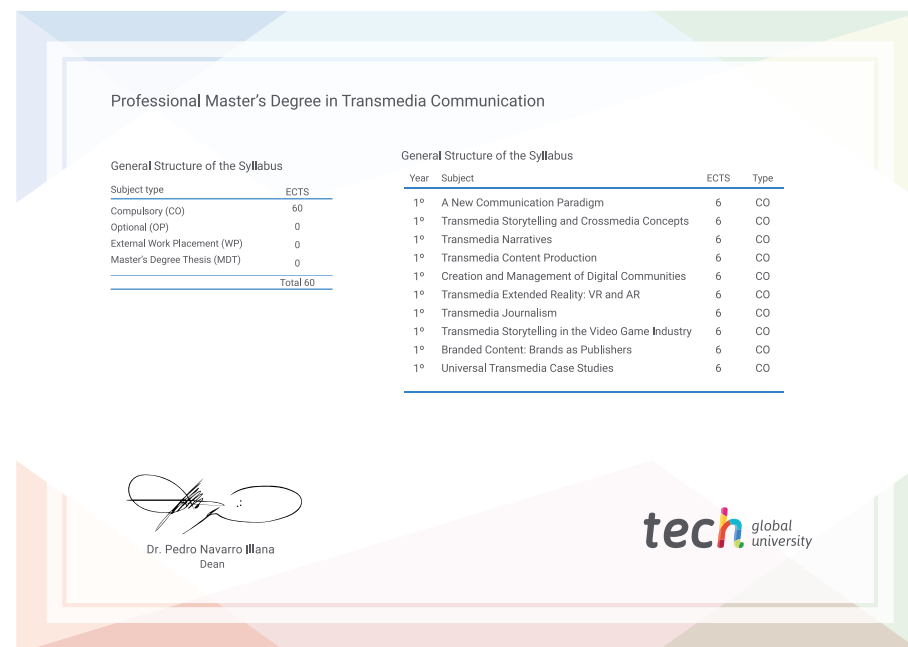 Professional Master's Degree in Transmedia Communication
General Structure of the Syllabus
Subject type ECTS
Compulsory (CO) 60
Optional (OP) 0
External Work Placement (WP) 0
Master's Degree Thesis (MDT) 0
Total 60
General Structure of the Syllabus
Year Subject ECTS Type
1º A New Communication Paradigm 6 CO
1º Transmedia Storytelling and Crossmedia Concepts 6 CO
1º Transmedia Narratives 6 CO
1º Transmedia Content Production 6 CO
1º Creation and Management of Digital Communities 6 CO
1º Transmedia Extended Reality: VR and AR 6 CO
1º Transmedia Journalism 6 CO
1º Transmedia Storytelling in the Video Game Industry 6 CO
1º Branded Content: Brands as Publishers 6 CO
1º Universal Transmedia Case Studies 6 CO
Dr. Pedro Navarro Illana
Dean
tech global
university